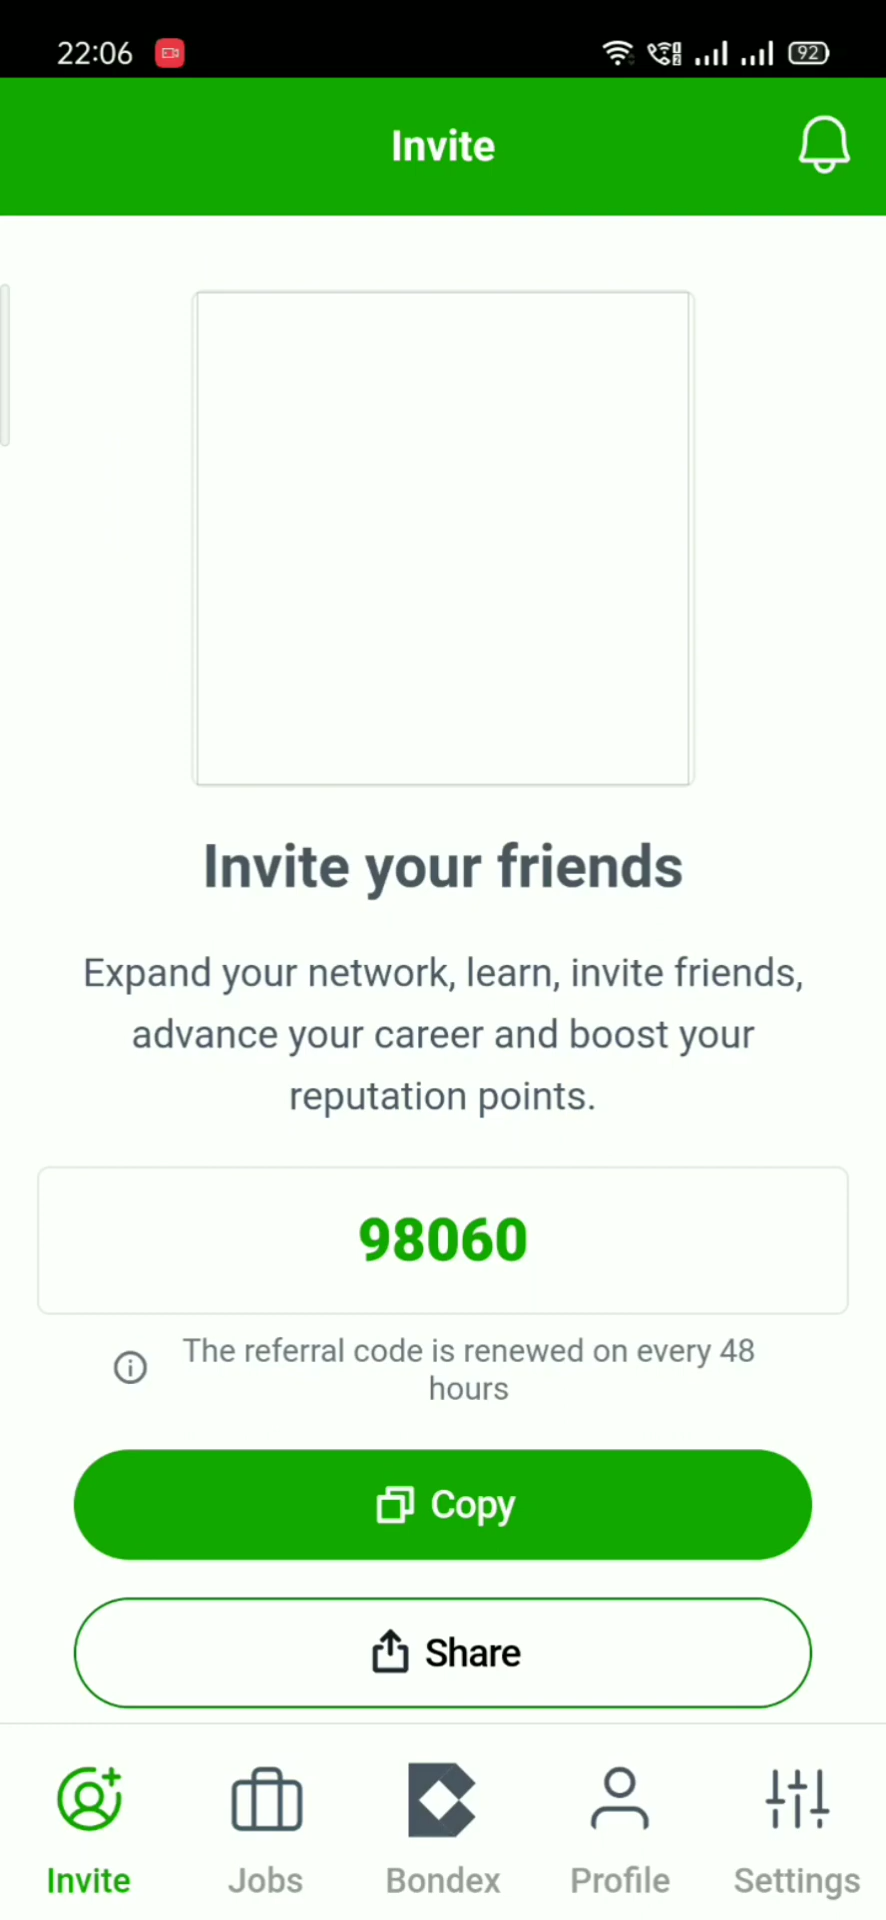 22:06
92
Invite
Invite your friends
Expand your network, learn, invite friends,
advance your career and boost your
reputation points.
98060
The referral code is renewed on every 48
hours
Copy
Share
Invite
Jobs
Bondex
Profile
Settings